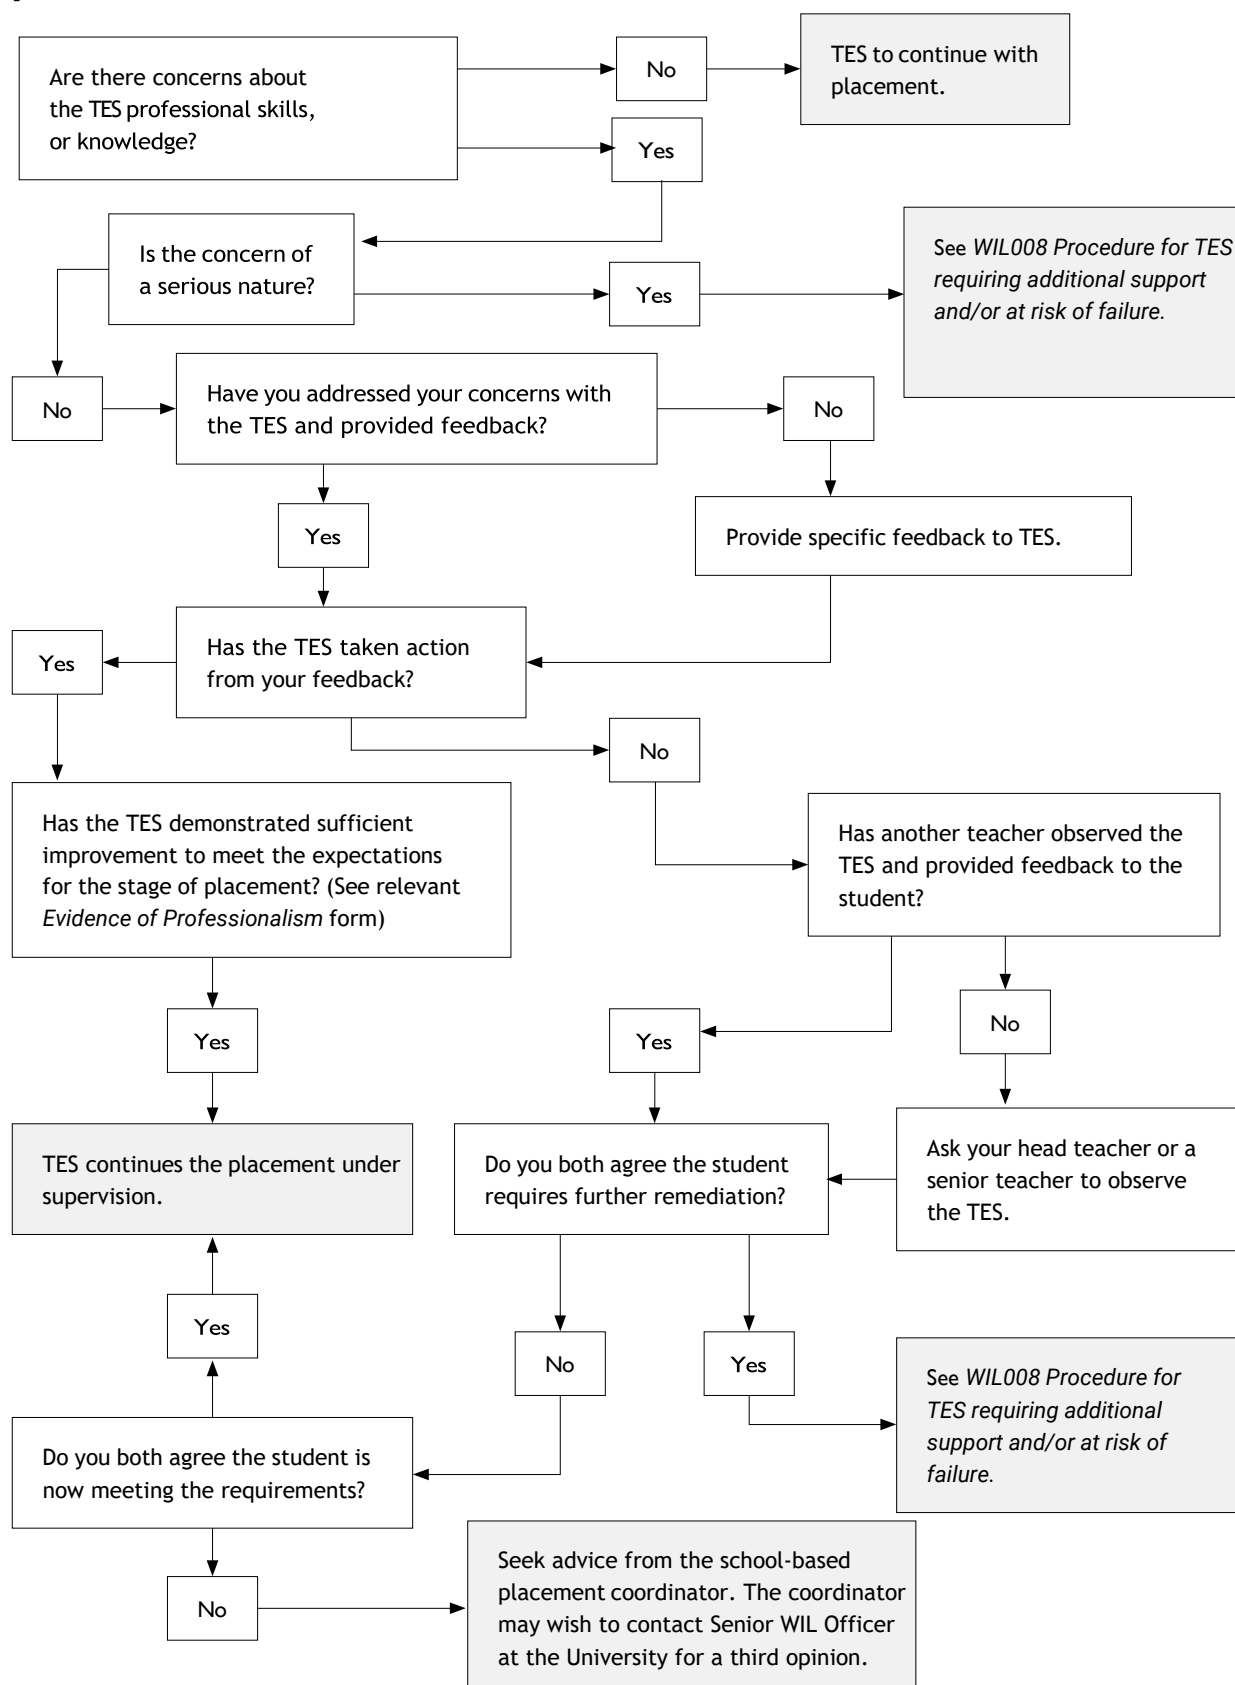 Are there concerns about
the TES professional skills,
or knowledge?
No
TES to continue with
placement.
Yes
Is the concern of
a serious nature?
Yes
See WIL008 Procedure for TES
requiring additional support
and/or at risk of failure.
No
Have you addressed your concerns with
the TES and provided feedback?
No
Yes
Provide specific feedback to TES.
Has the TES taken action
from your feedback?
Yes
No
Has the TES demonstrated sufficient
improvement to meet the expectations
for the stage of placement? (See relevant
Evidence of Professionalism form)
Has another teacher observed the
TES and provided feedback to the
student?
Yes
Yes
No
TES continues the placement under
supervision.
Do you both agree the student
requires further remediation?
Ask your head teacher or a
senior teacher to observe
the TES.
Yes
No
Yes
See WIL008 Procedure for
TES requiring additional
support and/or at risk of
failure.
Do you both agree the student is
now meeting the requirements?
No
Seek advice from the school-based
placement coordinator. The coordinator
may wish to contact Senior WIL Officer
at the University for a third opinion.